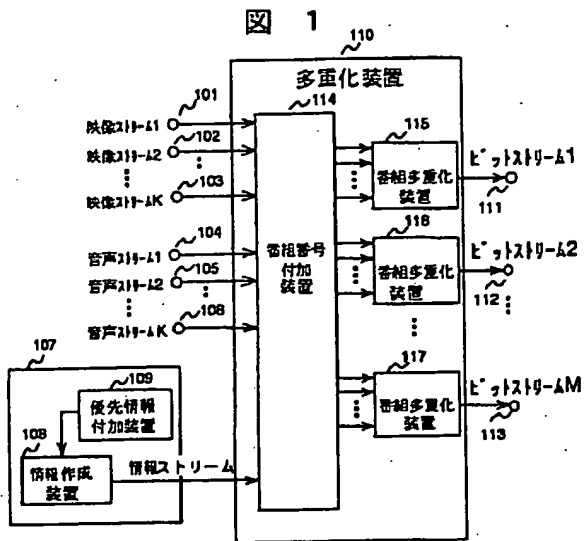 図 1
110
多重化装置
114
101
映像ストリーム1
102
映像ストリーム2
103
映像ストリームK
104
音声ストリーム1
105
音声ストリーム2
106
音声ストリームK
番組番号
付加
装置
115
番組多重化
装置
ビットストリーム1
111
116
番組多重化
装置
ビットストリーム2
112
117
番組多重化
装置
ビットストリームM
113
107
109
優先情報
付加装置
108
情報作成
装置
情報ストリーム